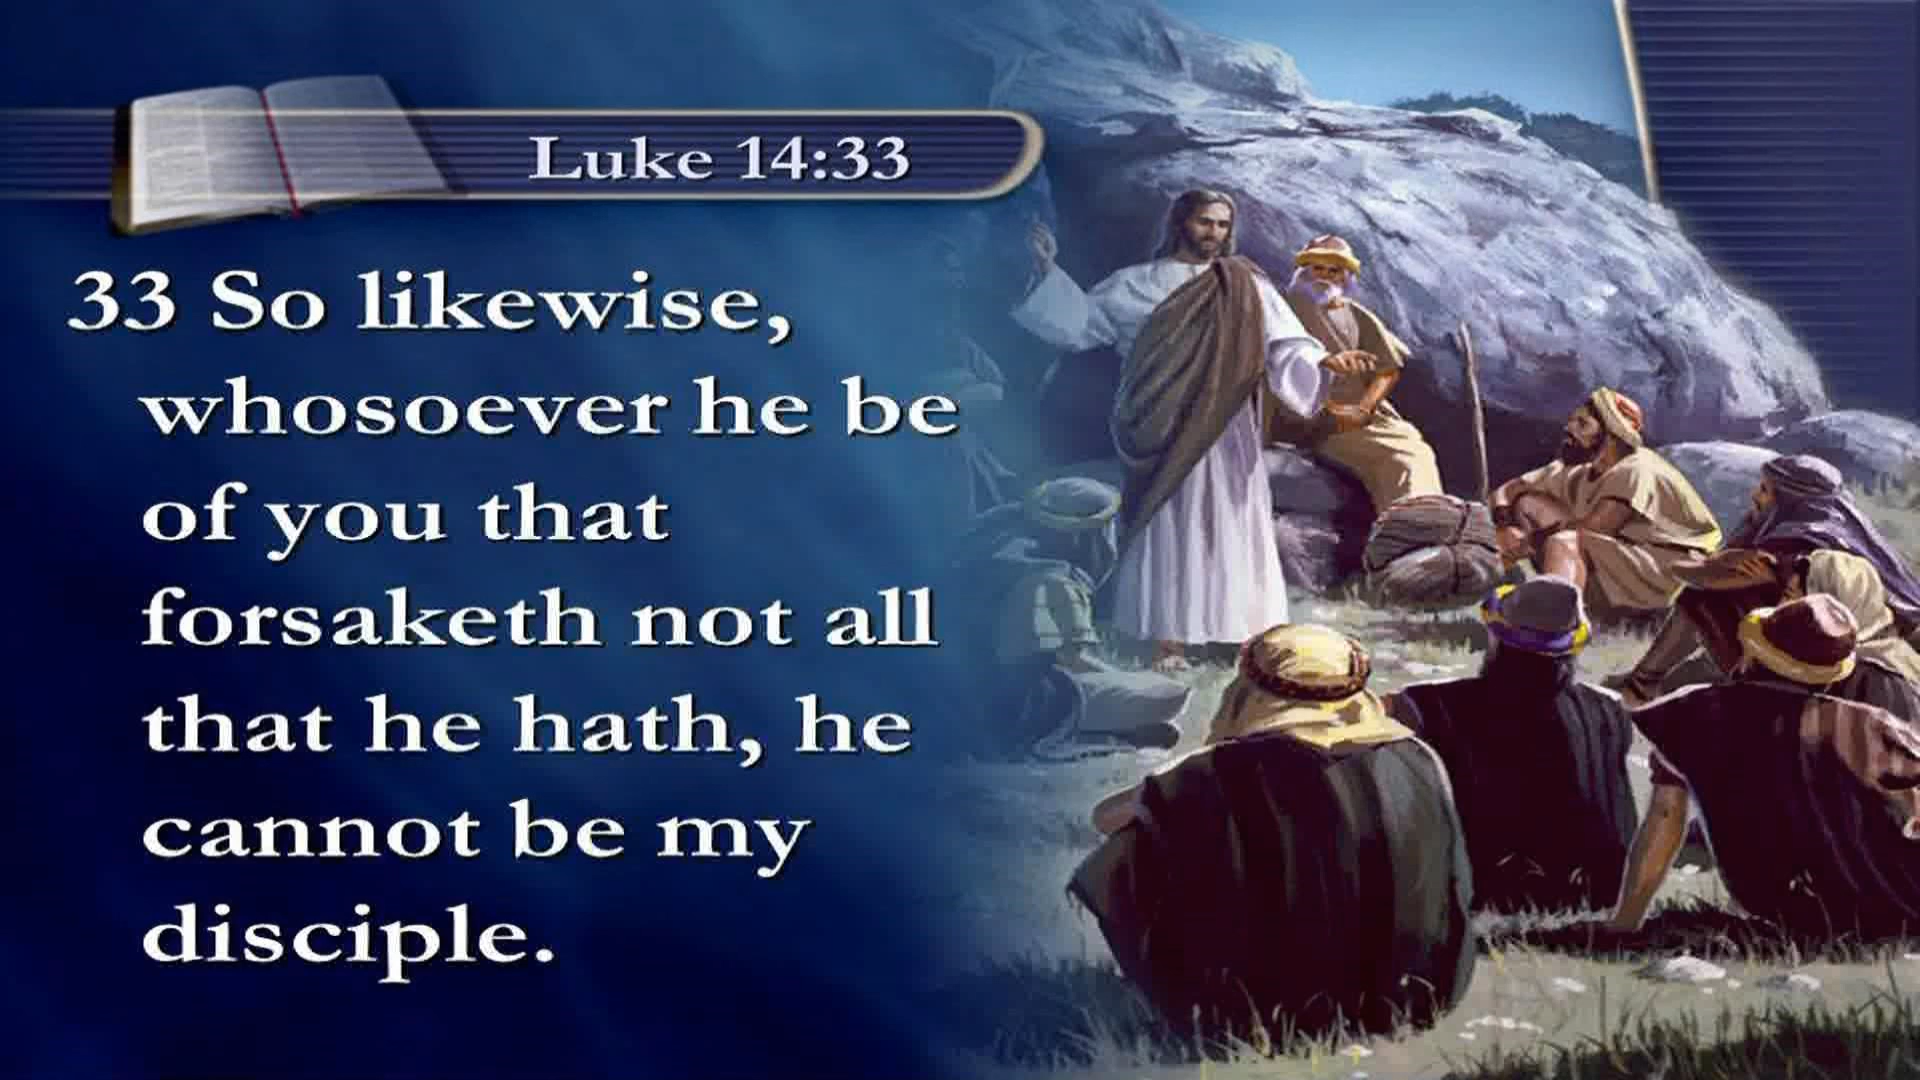 Luke 14:33
33 So likewise,
whosoever he be
of you that
forsaketh not all
that he hath, he
cannot be my
disciple.